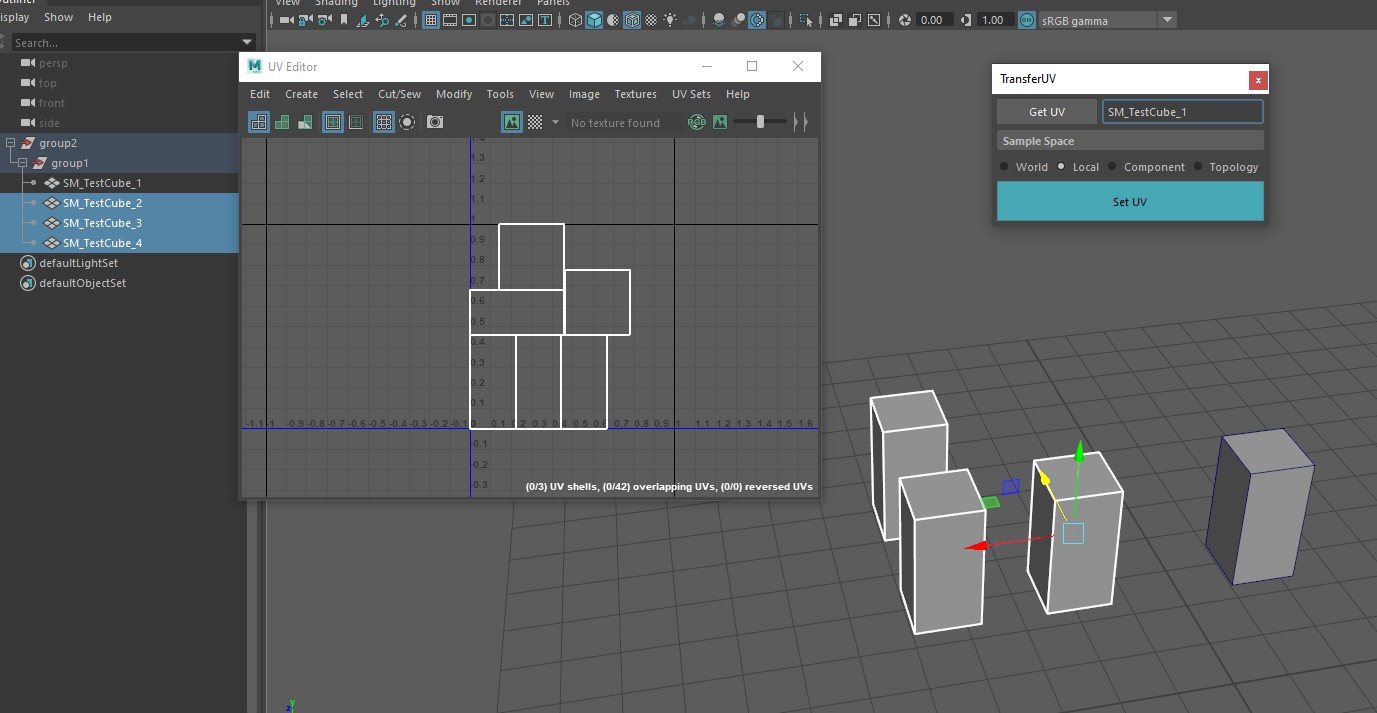 View Shading Lighting Show Renderer Panels
Display Show Help
0.00 1.00 ON sRGB gamma
Search...
persp
top
front
side
group2
group1
SM_TestCube_1
SM_TestCube_2
SM_TestCube_3
SM_TestCube_4
defaultLightSet
defaultObjectSet
M UV Editor
Edit Create Select Cut/Sew Modify Tools View Image Textures UV Sets Help
No texture found RGB
1.4
1.3
1.2
1.1
1
0.9
0.8
0.7
0.6
0.5
0.4
0.3
0.2
0.1
-1.1 -1 -0.9 -0.8 -0.7 -0.6 -0.5 -0.4 -0.3 -0.2 -0.1 0 0.1 0.2 0.3 0.4 0.5 0.6 0.7 0.8 0.9 1 1.1 1.2 1.3 1.4 1.5 1.6
-0.1
-0.2
-0.3
(0/3) UV shells, (0/42) overlapping UVs, (0/0) reversed UVs
TransferUV x
Get UV SM_TestCube_1
Sample Space
World Local Component Topology
Set UV
y
z